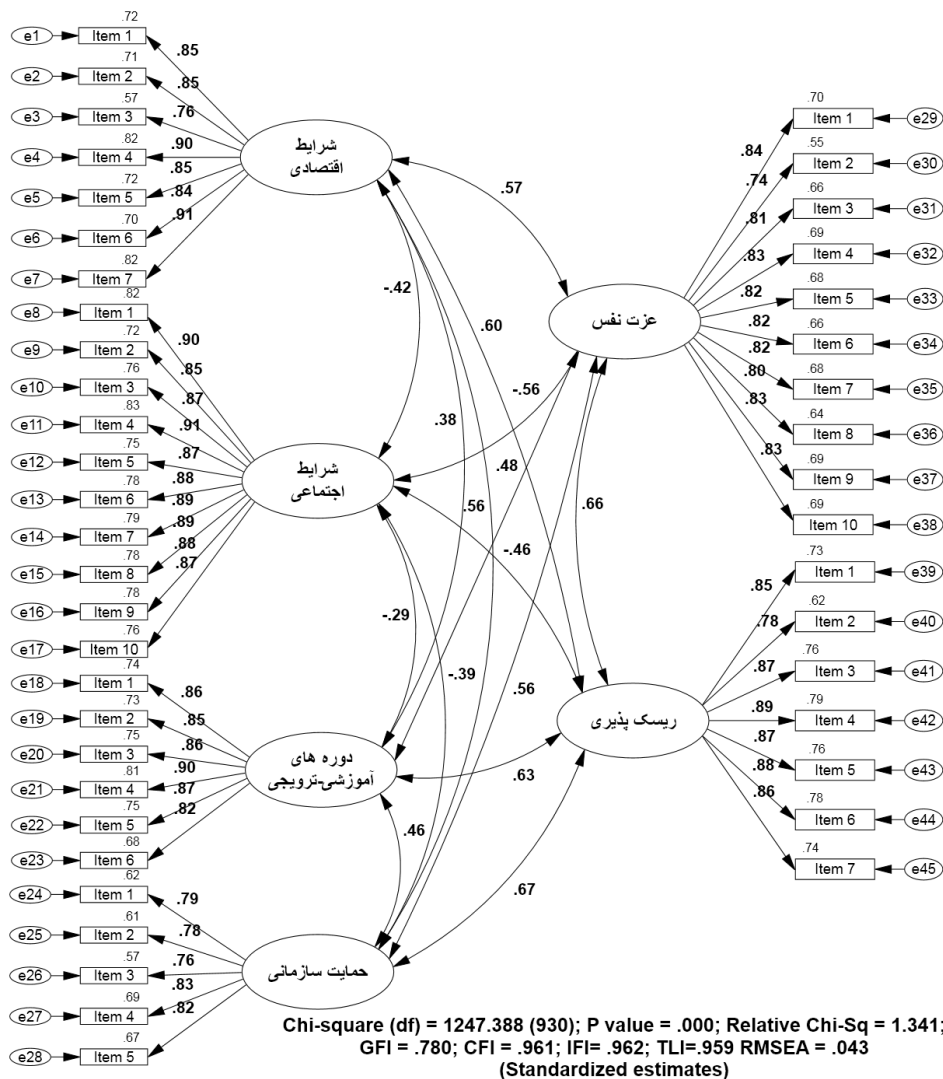 .72
e1 Item 1
.85
.71
e2 Item 2
.85
.57
e3 Item 3
.76
.82
e4 Item 4
.90
.72
e5 Item 5
.85
.70
e6 Item 6
.84
.82
e7 Item 7
.91
شرایط
اقتصادی
.82
e8 Item 1
.90
.72
e9 Item 2
.85
.76
e10 Item 3
.87
.83
e11 Item 4
.91
.75
e12 Item 5
.87
.78
e13 Item 6
.88
.79
e14 Item 7
.89
.78
e15 Item 8
.89
.78
e16 Item 9
.88
.76
e17 Item 10
.87
شرایط
اجتماعی
.74
e18 Item 1
.86
.73
e19 Item 2
.85
.75
e20 Item 3
.86
.81
e21 Item 4
.90
.75
e22 Item 5
.87
.68
e23 Item 6
.82
دوره های
آموزشی-ترویجی
.62
e24 Item 1
.79
.61
e25 Item 2
.78
.57
e26 Item 3
.76
.69
e27 Item 4
.83
.67
e28 Item 5
.82
حمایت سازمانی
.57
-.42
.60
.38
-.56
.48
.56
-.46
.66
-.29
-.39
.56
.63
.46
.67
عزت نفس
.70
.84
Item 1 e29
.55
.74
Item 2 e30
.66
.81
Item 3 e31
.69
.83
Item 4 e32
.68
.82
Item 5 e33
.66
.82
Item 6 e34
.68
.82
Item 7 e35
.64
.80
Item 8 e36
.69
.83
Item 9 e37
.69
.83
Item 10 e38
ریسک پذیری
.73
.85
Item 1 e39
.62
.78
Item 2 e40
.76
.87
Item 3 e41
.79
.89
Item 4 e42
.76
.87
Item 5 e43
.78
.88
Item 6 e44
.74
.86
Item 7 e45
Chi-square (df) = 1247.388 (930); P value = .000; Relative Chi-Sq = 1.341;
GFI = .780; CFI = .961; IFI= .962; TLI=.959 RMSEA = .043
(Standardized estimates)